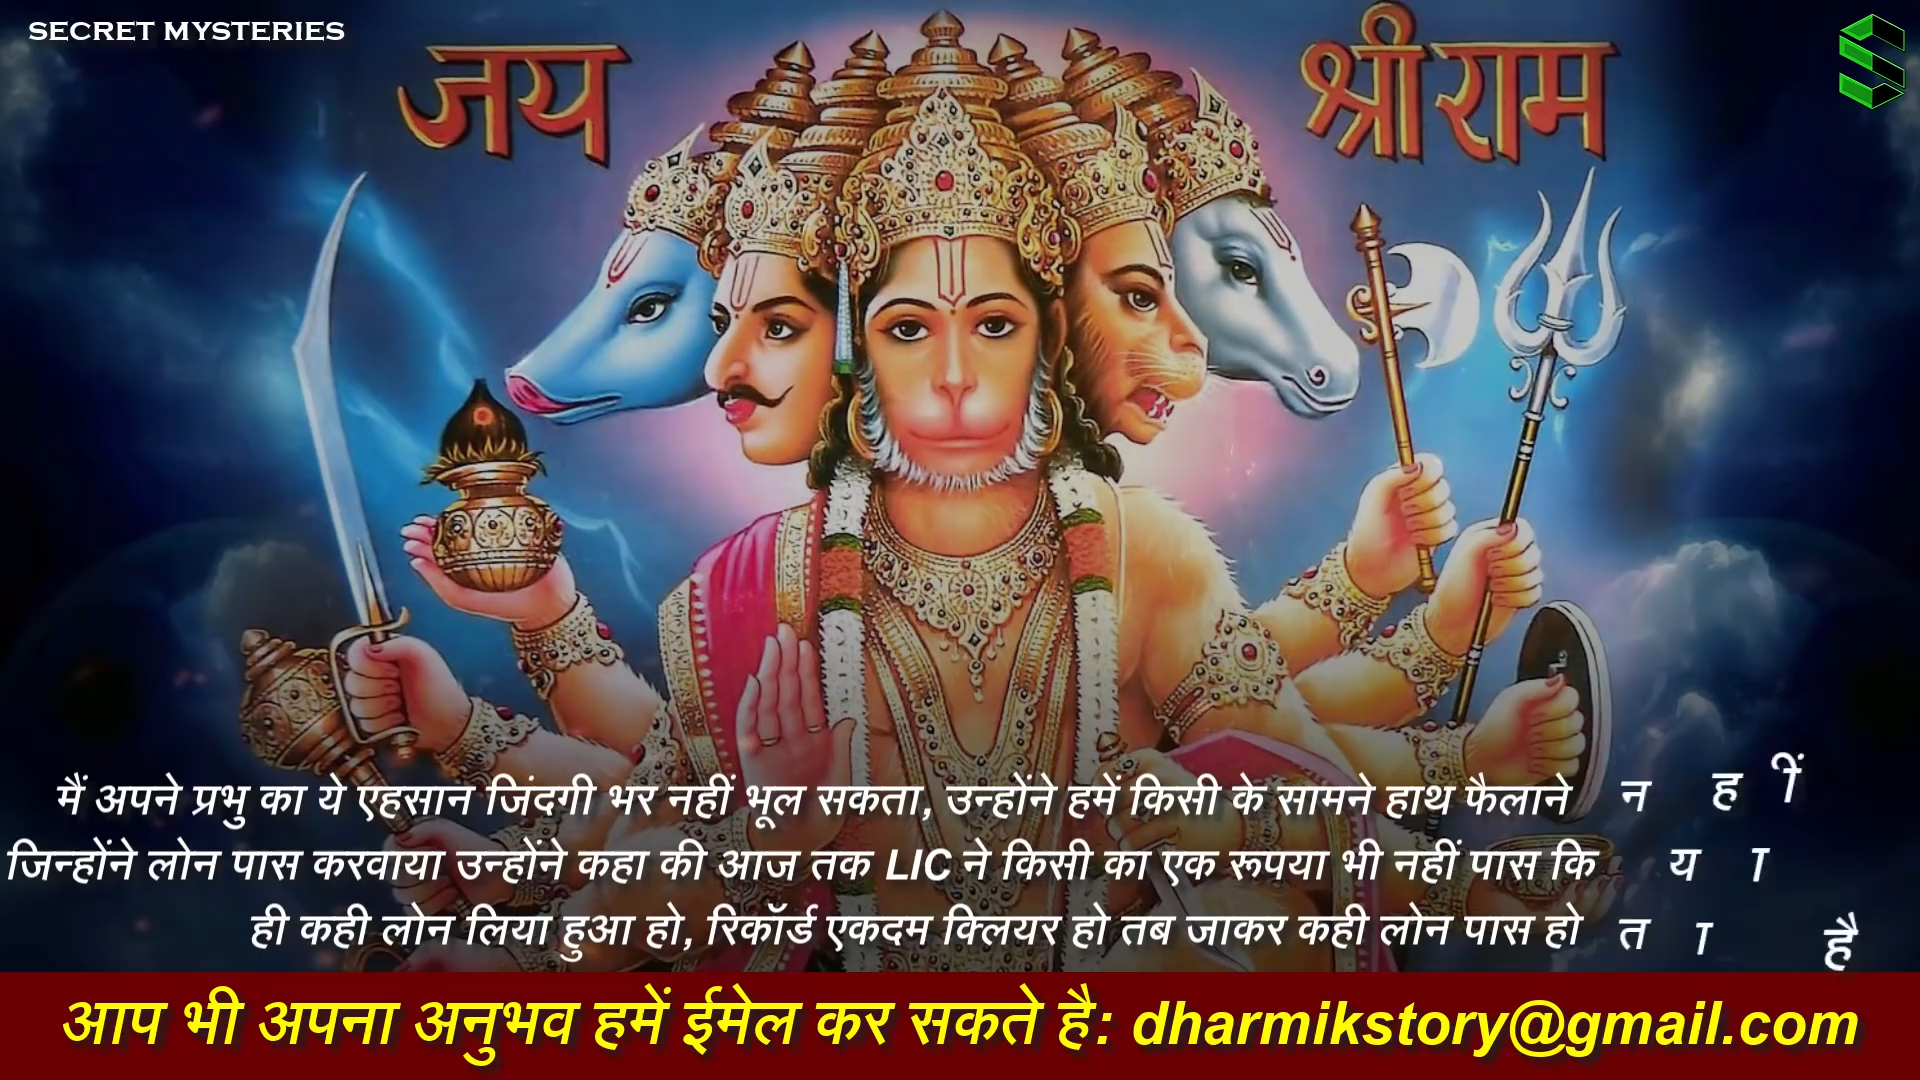 SECRET MYSTERIES
जय श्री राम
मैं अपने प्रभु का ये एहसान जिंदगी भर नहीं भूल सकता, उन्होंने हमें किसी के सामने हाथ फैलाने नहीं
जिन्होंने लोन पास करवाया उन्होंने कहा की आज तक LIC ने किसी का एक रूपया भी नहीं पास किया
ही कही लोन लिया हुआ हो, रिकॉर्ड एकदम क्लियर हो तब जाकर कही लोन पास होता है
आप भी अपना अनुभव हमें ईमेल कर सकते है: dharmikstory@gmail.com